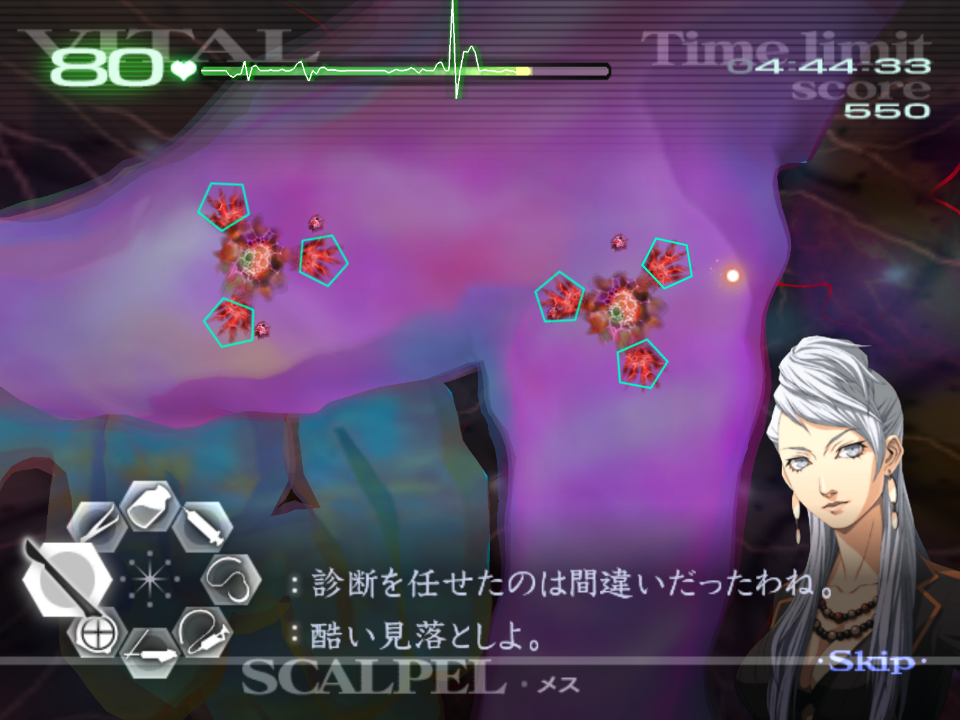 VITAL
80
Time limit
04:44:33
score
550
：診断を任せたのは間違いだったわね。
：酷い見落としよ。
・Skip・
SCALPEL・メス